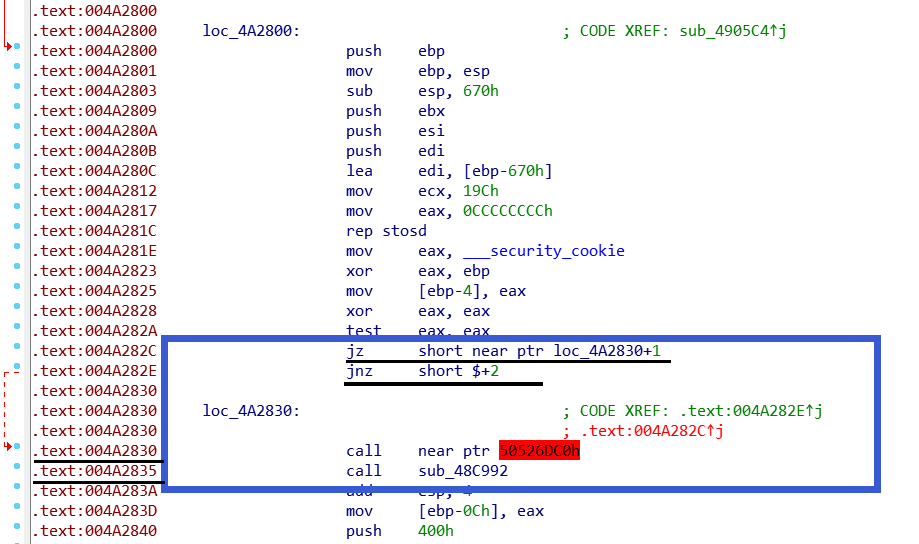 .text:004A2800
.text:004A2800 loc_4A2800: ; CODE XREF: sub_4905C4↑j
.text:004A2800 push ebp
.text:004A2801 mov ebp, esp
.text:004A2803 sub esp, 670h
.text:004A2809 push ebx
.text:004A280A push esi
.text:004A280B push edi
.text:004A280C lea edi, [ebp-670h]
.text:004A2812 mov ecx, 19Ch
.text:004A2817 mov eax, 0CCCCCCCCh
.text:004A281C rep stosd
.text:004A281E mov eax, ___security_cookie
.text:004A2823 xor eax, ebp
.text:004A2825 mov [ebp-4], eax
.text:004A2828 xor eax, eax
.text:004A282A test eax, eax
.text:004A282C jz short near ptr loc_4A2830+1
.text:004A282E jnz short $+2
.text:004A2830
.text:004A2830 loc_4A2830: ; CODE XREF: .text:004A282E↑j
.text:004A2830 ; .text:004A282C↑j
.text:004A2830 call near ptr 50526DC0h
.text:004A2835 call sub_48C992
.text:004A283A add esp, 4
.text:004A283D mov [ebp-0Ch], eax
.text:004A2840 push 400h